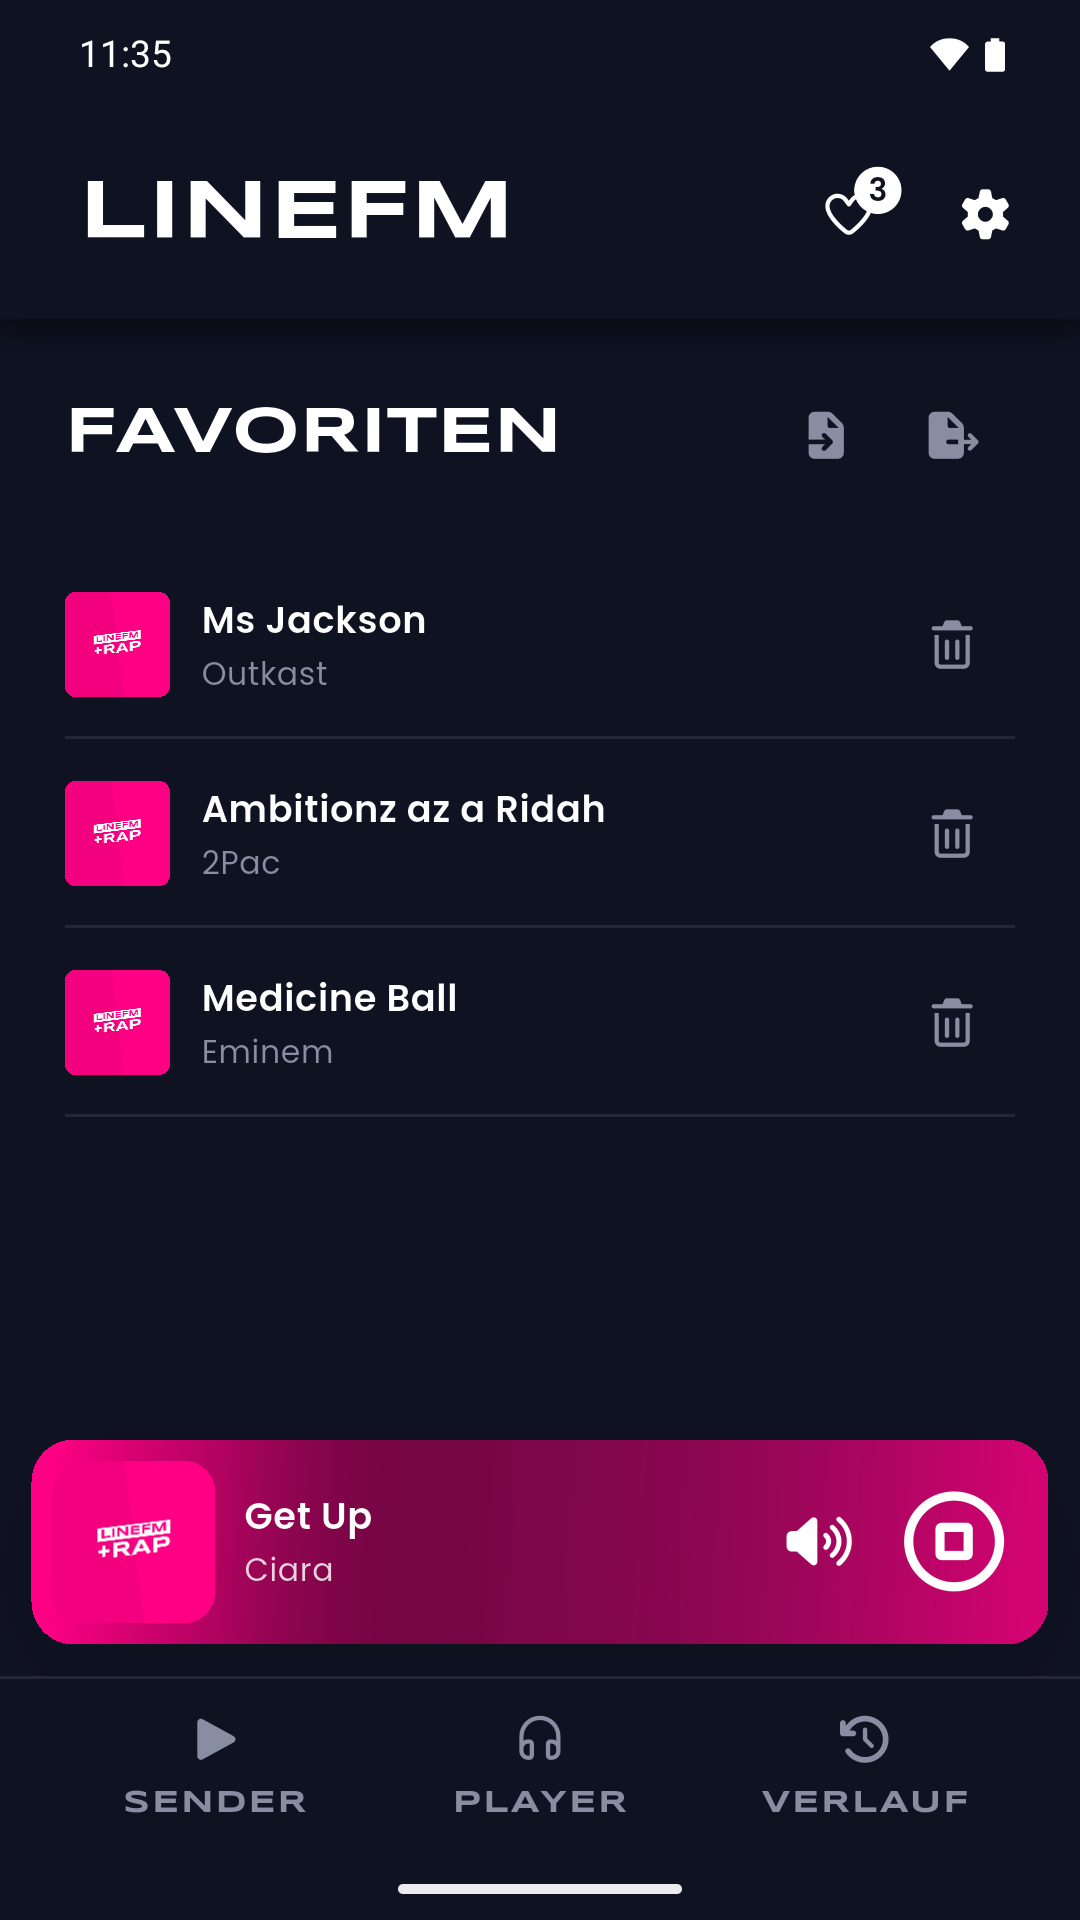 11:35
LINEFM
3
FAVORITEN
LINEFM
+RAP
Ms Jackson
Outkast
LINEFM
+RAP
Ambitionz az a Ridah
2Pac
LINEFM
+RAP
Medicine Ball
Eminem
LINEFM
+RAP
Get Up
Ciara
SENDER
PLAYER
VERLAUF